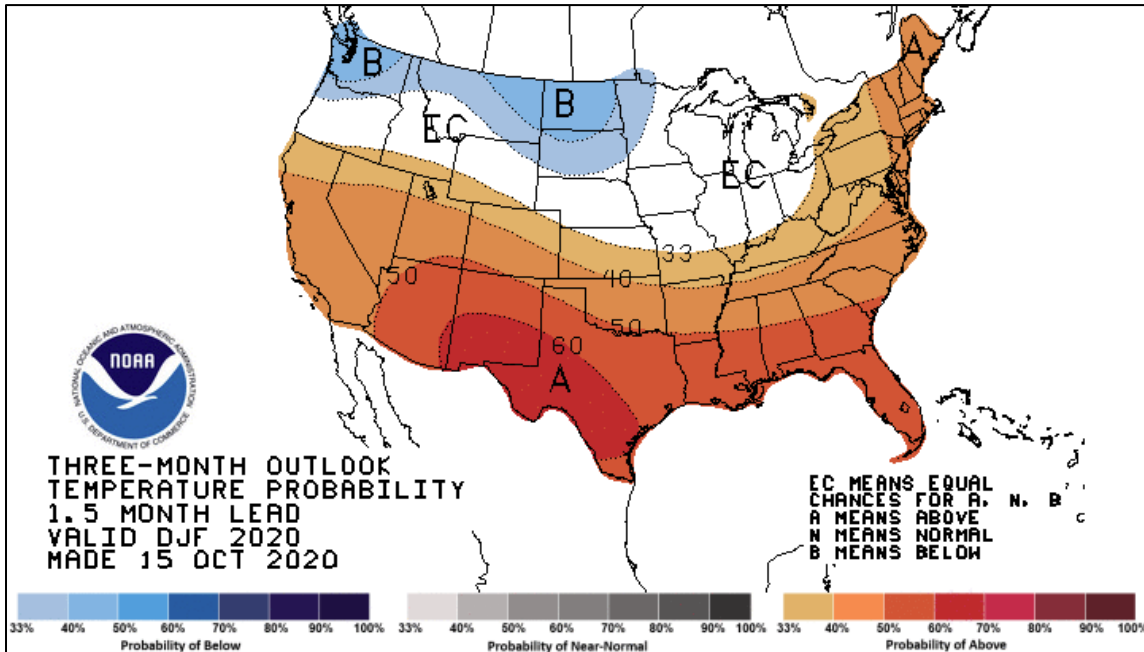 B
B
A
EC
EC
33
50
40
50
60
A
NATIONAL OCEANIC AND ATMOSPHERIC ADMINISTRATION
NOAA
U.S. DEPARTMENT OF COMMERCE
THREE-MONTH OUTLOOK
TEMPERATURE PROBABILITY
1.5 MONTH LEAD
VALID DJF 2020
MADE 15 OCT 2020
EC MEANS EQUAL
CHANCES FOR A, N, B
A MEANS ABOVE
N MEANS NORMAL
B MEANS BELOW
C
33% 40% 50% 60% 70% 80% 90% 100%
Probability of Below
33% 40% 50% 60% 70% 80% 90% 100%
Probability of Near-Normal
33% 40% 50% 60% 70% 80% 90% 100%
Probability of Above